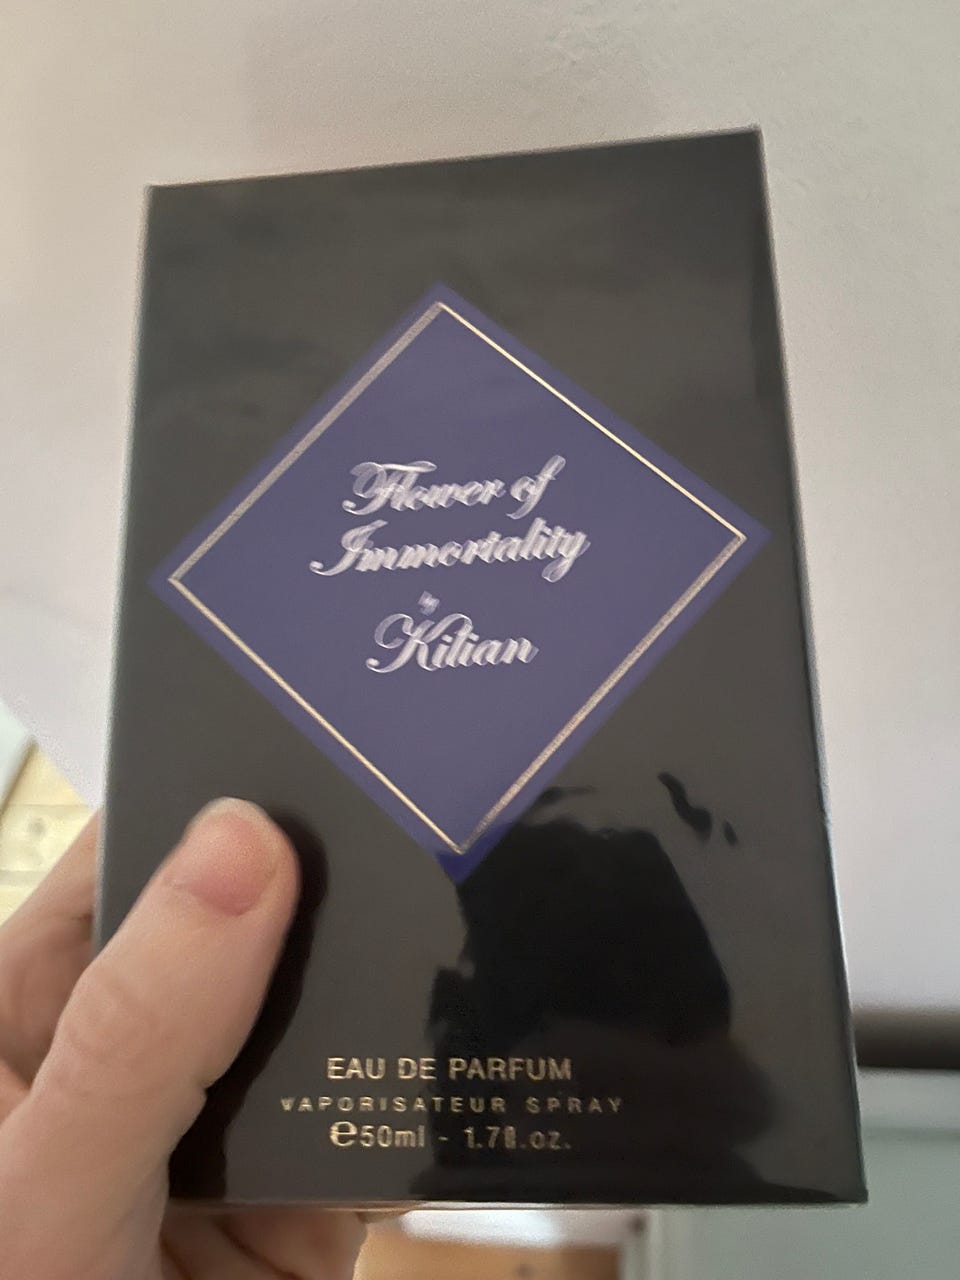 Flower of
Immortality
by
Kilian
EAU DE PARFUM
VAPORISATEUR SPRAY
℮50ml - 1.7fl.oz.